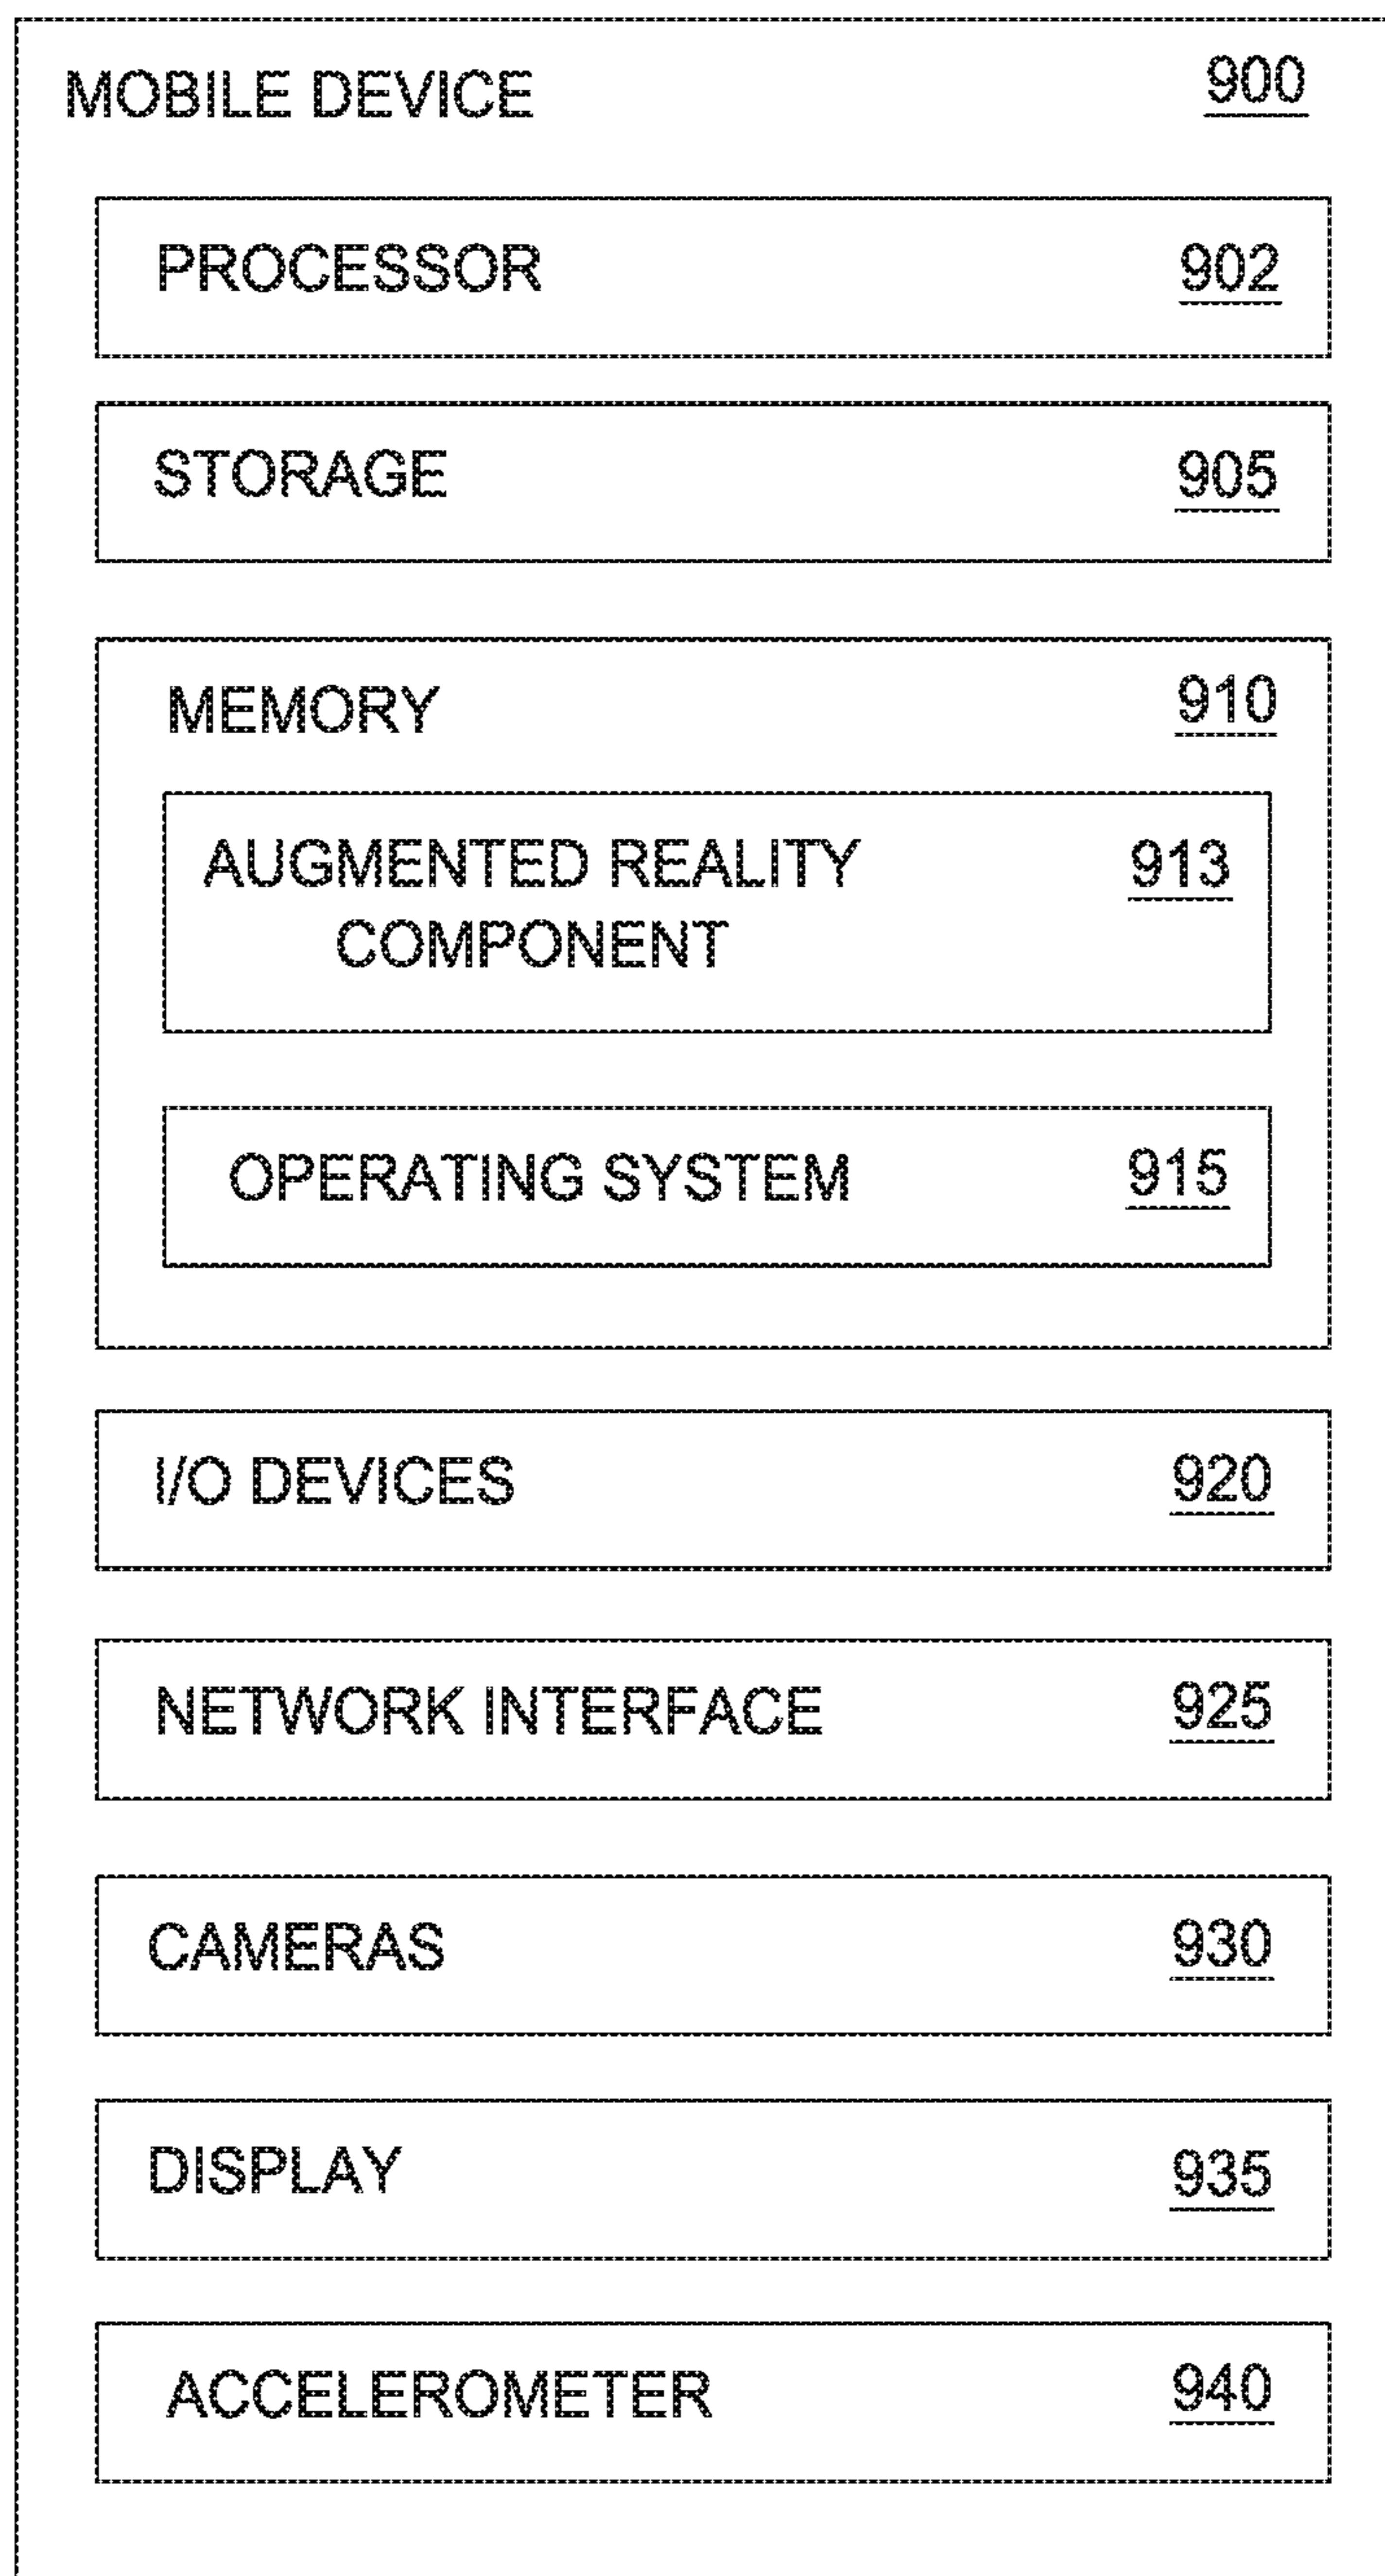 MOBILE DEVICE 900
PROCESSOR 902
STORAGE 905
MEMORY 910
AUGMENTED REALITY 913
COMPONENT
OPERATING SYSTEM 915
I/O DEVICES 920
NETWORK INTERFACE 925
CAMERAS 930
DISPLAY 935
ACCELEROMETER 940